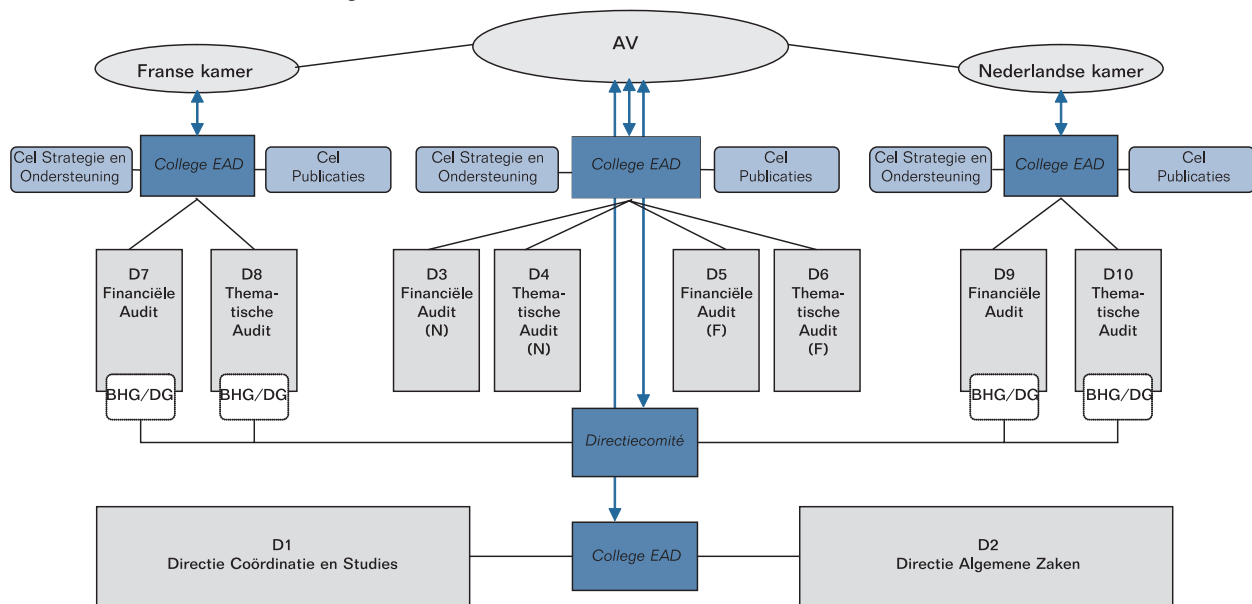 AV
Franse kamer
Nederlandse kamer
Cel Strategie en
Ondersteuning
College EAD
Cel
Publicaties
Cel Strategie en
Ondersteuning
College EAD
Cel
Publicaties
Cel Strategie en
Ondersteuning
College EAD
Cel
Publicaties
D7
Financiële
Audit
D8
Thema-
tische
Audit
D3
Financiële
Audit
(N)
D4
Thema-
tische
Audit
(N)
D5
Financiële
Audit
(F)
D6
Thema-
tische
Audit
(F)
D9
Financiële
Audit
D10
Thema-
tische
Audit
BHG/DG
BHG/DG
BHG/DG
BHG/DG
Directiecomité
D1
Directie Coördinatie en Studies
College EAD
D2
Directie Algemene Zaken